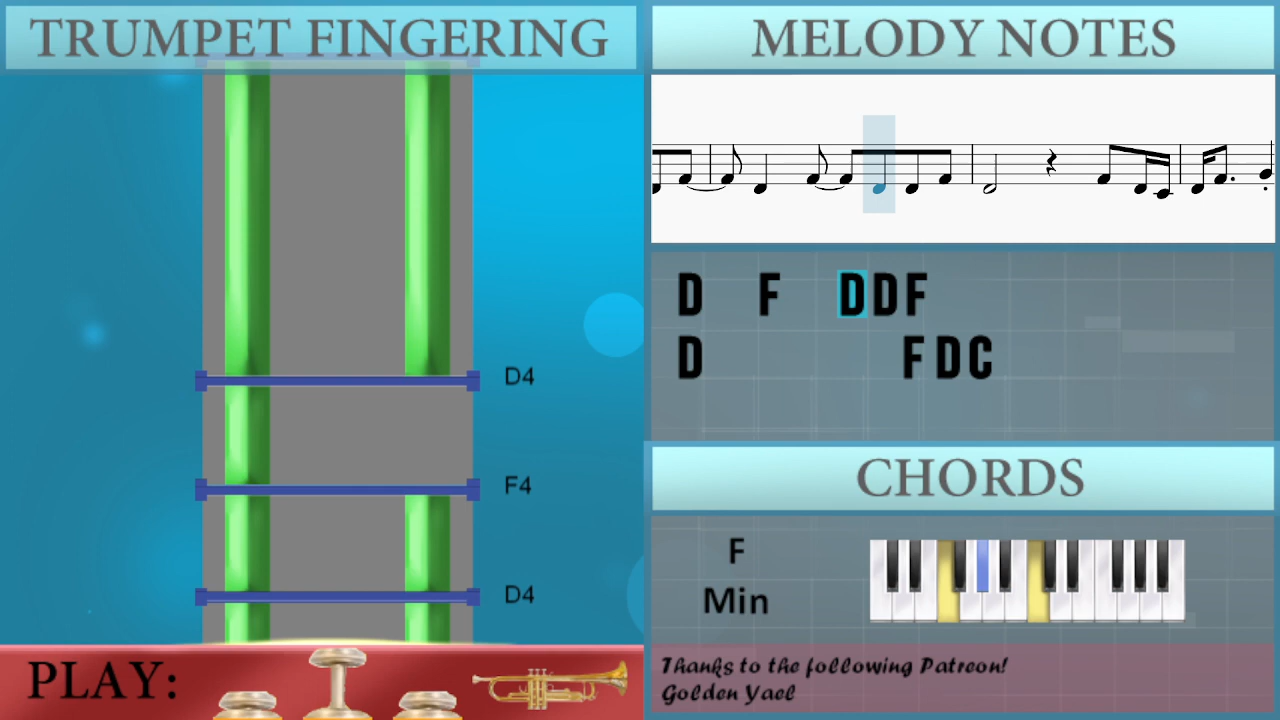 TRUMPET FINGERING
D4
F4
D4
PLAY:
MELODY NOTES
D F DDF
D FDC
CHORDS
F
Min
Thanks to the following Patreon!
Golden Yael